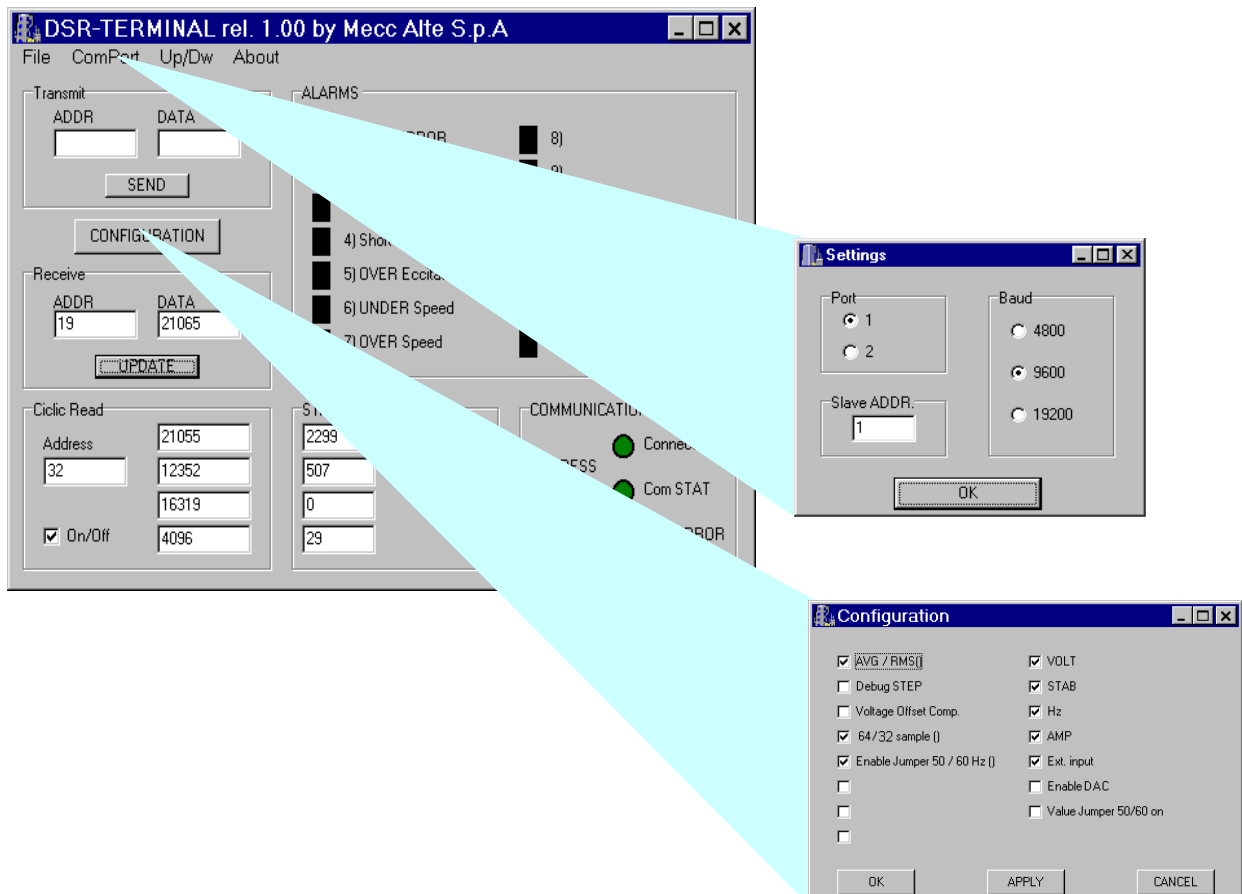 DSR-TERMINAL rel. 1.00 by Mecc Alte S.p.A
File ComPort Up/Dw About
Transmit
ADDR DATA
SEND
CONFIGURATION
Receive
ADDR DATA
19 21065
UPDATE
Ciclic Read
Address
32
On/Off
21055
12352
16319
4096
ALARMS
8)
4) Short
5) OVER
6) UNDER Speed
7) OVER Speed
2299
507
0
29
Com STAT
Settings
Port
1
2
Slave ADDR.
1
Baud
4800
9600
19200
OK
Configuration
AVG / RMS()
Debug STEP
Voltage Offset Comp.
64/32 sample ()
Enable Jumper 50 / 60 Hz ()
VOLT
STAB
Hz
AMP
Ext. input
Enable DAC
Value Jumper 50/60 on
OK APPLY CANCEL